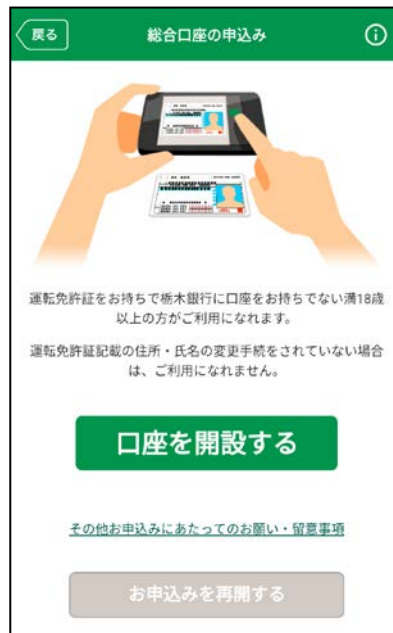 戻る
総合口座の申込み
運転免許証をお持ちで栃木銀行に口座をお持ちでない満18歳
以上の方がご利用になれます。
運転免許証記載の住所・氏名の変更手続をされていない場合
は、ご利用になれません。
口座を開設する
その他お申込みにあたってのお願い・留意事項
お申込みを再開する